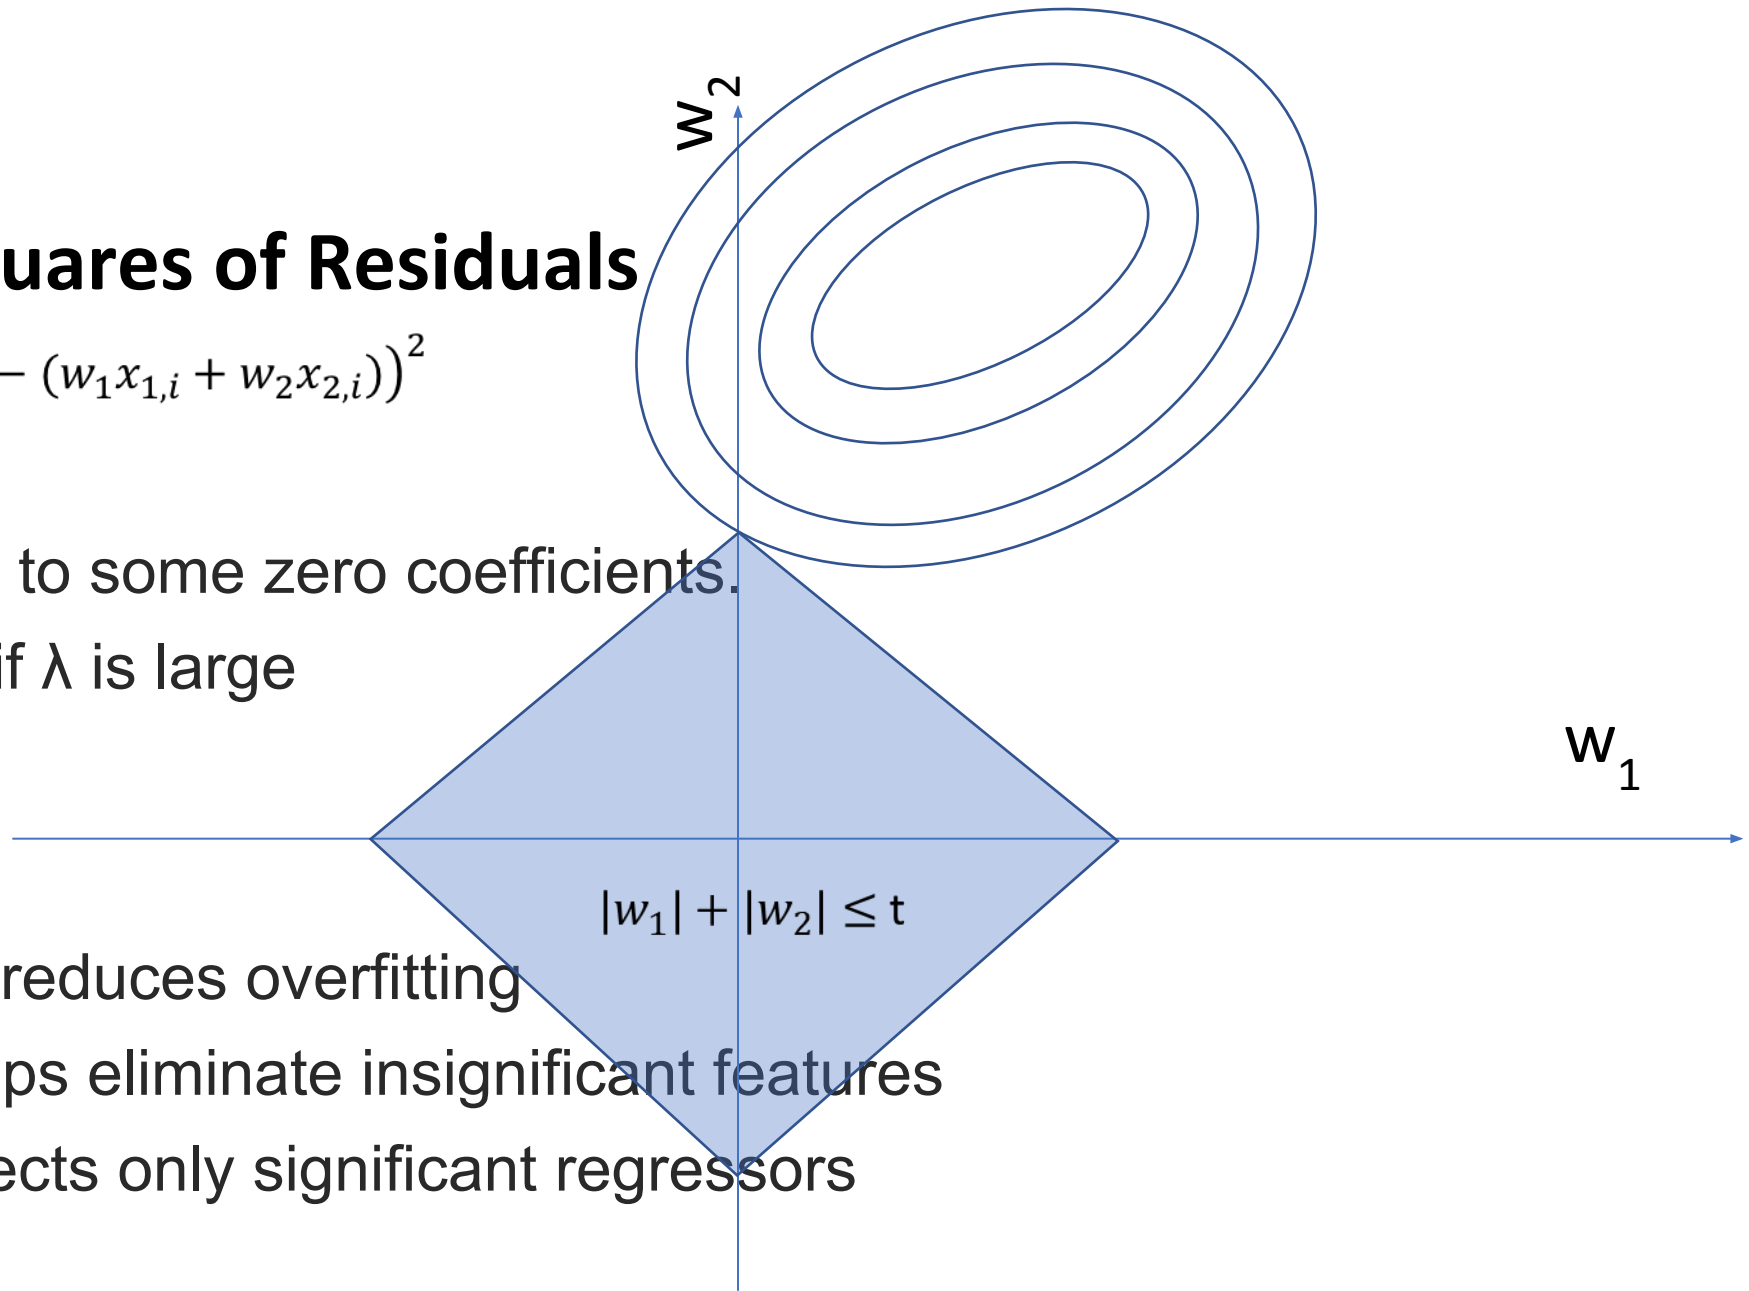 w2
uares of Residuals
− (w₁x₁,ᵢ + w₂x₂,ᵢ))²
to some zero coefficients.
if λ is large
w₁
|w₁| + |w₂| ≤ t
reduces overfitting
ps eliminate insignificant features
ects only significant regressors